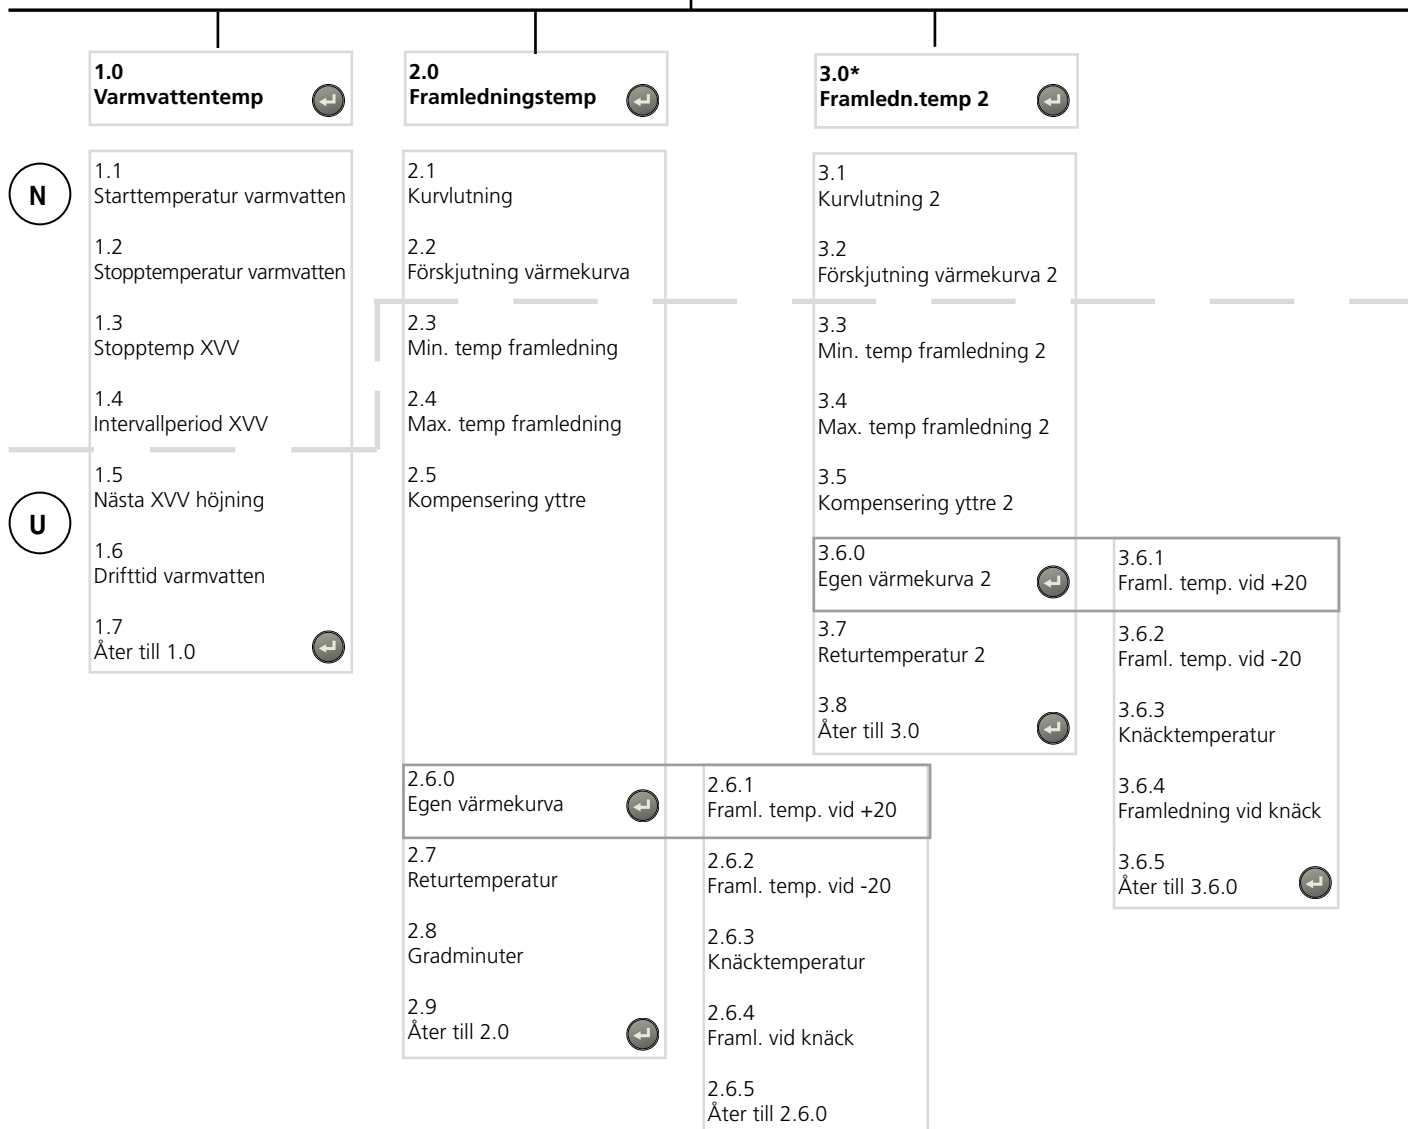 1.0
Varmvattentemp
2.0
Framledningstemp
3.0*
Framledn.temp 2
N
1.1
Starttemperatur varmvatten
1.2
Stopptemperatur varmvatten
1.3
Stopptemp XVV
1.4
Intervallperiod XVV
U
1.5
Nästa XVV höjning
1.6
Drifttid varmvatten
1.7
Åter till 1.0
2.1
Kurvlutning
2.2
Förskjutning värmekurva
2.3
Min. temp framledning
2.4
Max. temp framledning
2.5
Kompensering yttre
2.6.0
Egen värmekurva
2.7
Returtemperatur
2.8
Gradminuter
2.9
Åter till 2.0
2.6.1
Framl. temp. vid +20
2.6.2
Framl. temp. vid -20
2.6.3
Knäcktemperatur
2.6.4
Framl. vid knäck
2.6.5
Åter till 2.6.0
3.1
Kurvlutning 2
3.2
Förskjutning värmekurva 2
3.3
Min. temp framledning 2
3.4
Max. temp framledning 2
3.5
Kompensering yttre 2
3.6.0
Egen värmekurva 2
3.7
Returtemperatur 2
3.8
Åter till 3.0
3.6.1
Framl. temp. vid +20
3.6.2
Framl. temp. vid -20
3.6.3
Knäcktemperatur
3.6.4
Framledning vid knäck
3.6.5
Åter till 3.6.0